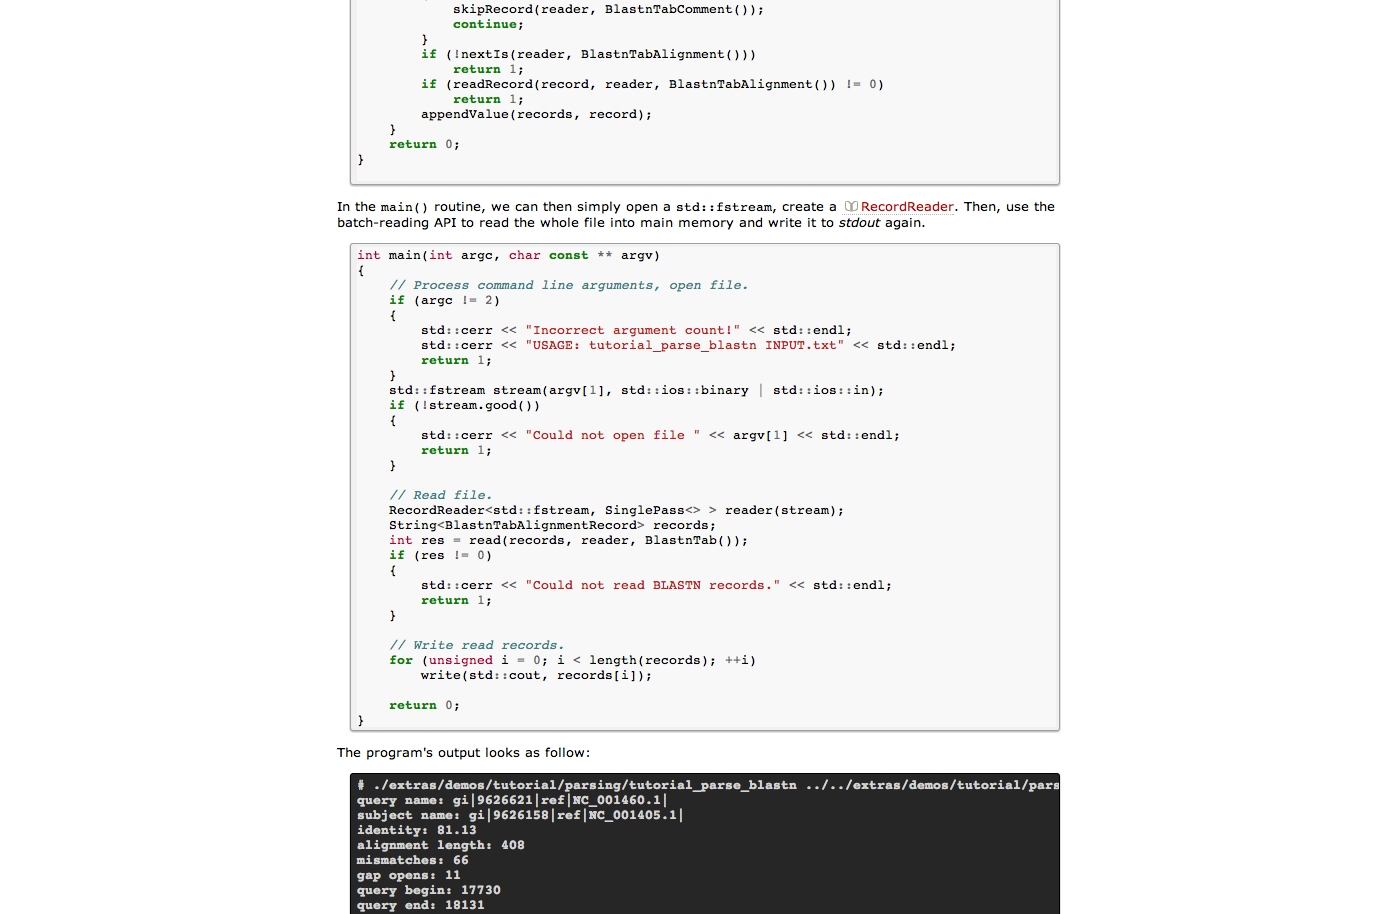 skipRecord(reader, BlastnTabComment());
continue;
}
if (!nextIs(reader, BlastnTabAlignment()))
return 1;
if (readRecord(record, reader, BlastnTabAlignment()) != 0)
return 1;
appendValue(records, record);
}
return 0;
}
In the main() routine, we can then simply open a std::fstream, create a RecordReader. Then, use the
batch-reading API to read the whole file into main memory and write it to stdout again.
int main(int argc, char const ** argv)
{
// Process command line arguments, open file.
if (argc != 2)
{
std::cerr << "Incorrect argument count!" << std::endl;
std::cerr << "USAGE: tutorial_parse_blastn INPUT.txt" << std::endl;
return 1;
}
std::fstream stream(argv[1], std::ios::binary | std::ios::in);
if (!stream.good())
{
std::cerr << "Could not open file " << argv[1] << std::endl;
return 1;
}
// Read file.
RecordReader<std::fstream, SinglePass<> > reader(stream);
String<BlastnTabAlignmentRecord> records;
int res = read(records, reader, BlastnTab());
if (res != 0)
{
std::cerr << "Could not read BLASTN records." << std::endl;
return 1;
}
// Write read records.
for (unsigned i = 0; i < length(records); ++i)
write(std::cout, records[i]);
return 0;
}
The program's output looks as follow:
# ./extras/demos/tutorial/parsing/tutorial_parse_blastn ../../extras/demos/tutorial/pars
query name: gi|9626621|ref|NC_001460.1|
subject name: gi|9626158|ref|NC_001405.1|
identity: 81.13
alignment length: 408
mismatches: 66
gap opens: 11
query begin: 17730
query end: 18131